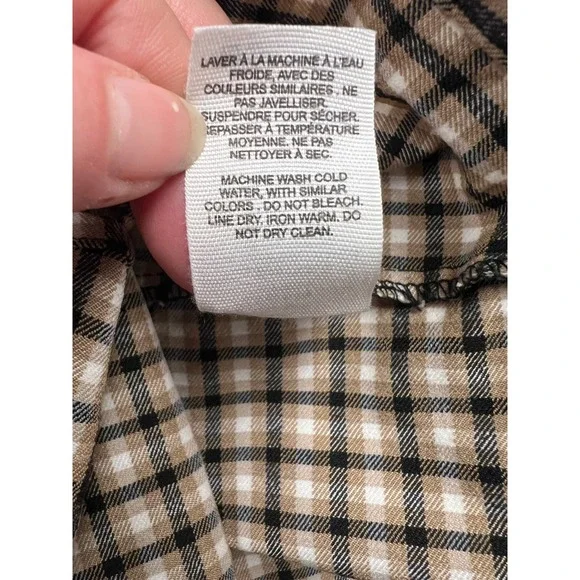 LAVER À LA MACHINE À L'EAU
FROIDE, AVEC DES
COULEURS SIMILAIRES . NE
PAS JAVELLISER.
SUSPENDRE POUR SÉCHER.
REPASSER À TEMPÉRATURE
MOYENNE. NE PAS
NETTOYER À SEC.
MACHINE WASH COLD
WATER, WITH SIMILAR
COLORS . DO NOT BLEACH.
LINE DRY. IRON WARM. DO
NOT DRY CLEAN.